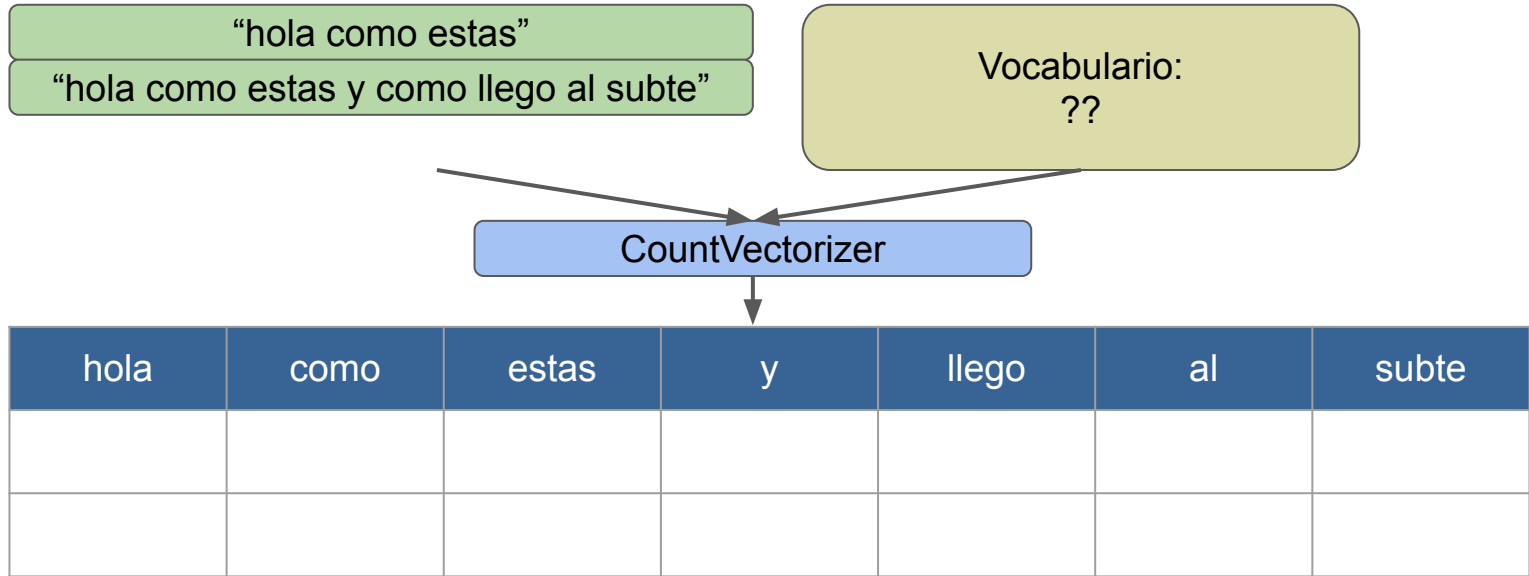 “hola como estas”
“hola como estas y como llego al subte”
Vocabulario:
??
CountVectorizer
hola como estas y llego al subte